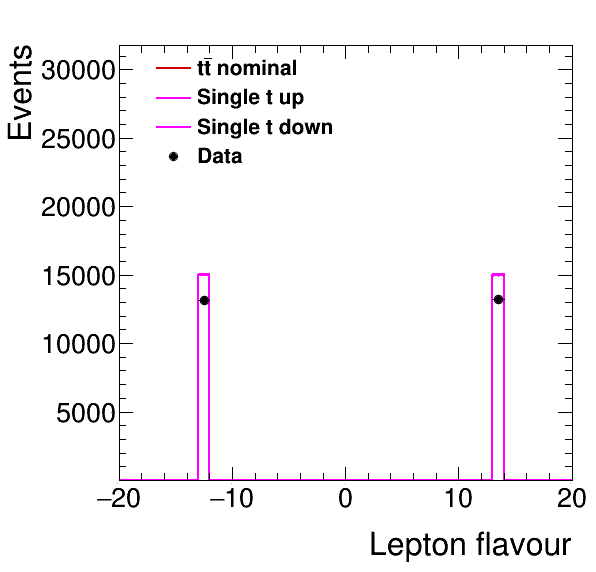 Events
30000
25000
20000
15000
10000
5000
tt̄ nominal
Single t up
Single t down
Data
−20 −10 0 10 20
Lepton flavour